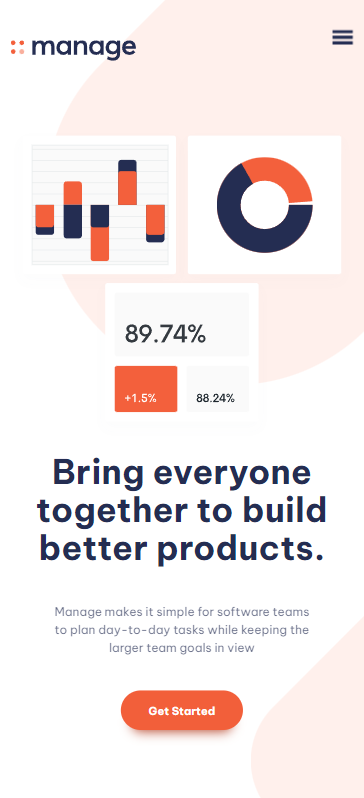 manage
89.74%
+1.5%
88.24%
Bring everyone
together to build
better products.
Manage makes it simple for software teams
to plan day-to-day tasks while keeping the
larger team goals in view
Get Started